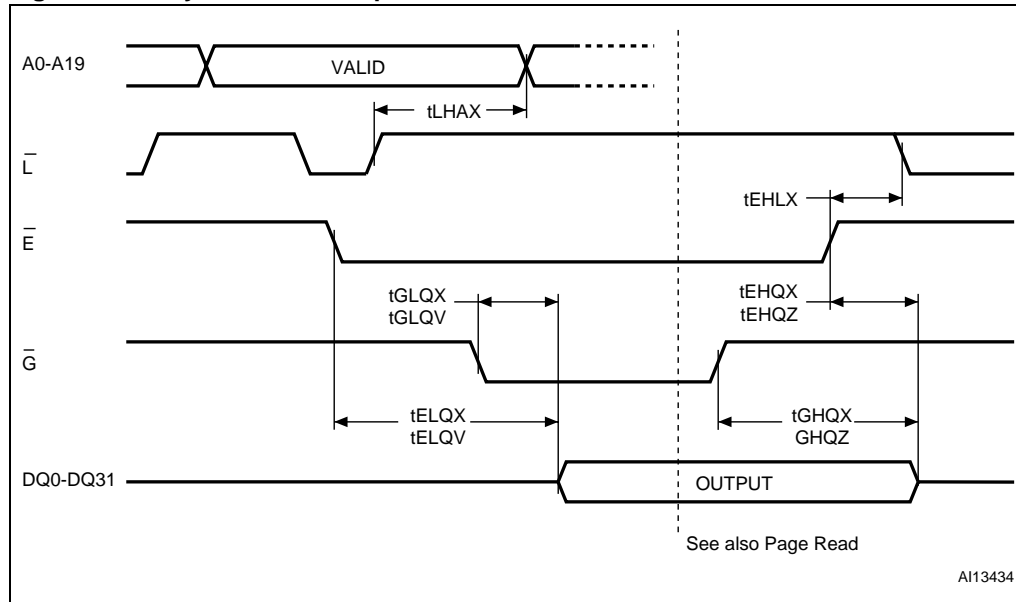 A0-A19
VALID
tLHAX
L
tEHLX
E
tGLQX
tGLQV
tEHQX
tEHQZ
G
tELQX
tELQV
tGHQX
GHQZ
DQ0-DQ31
OUTPUT
See also Page Read
AI13434